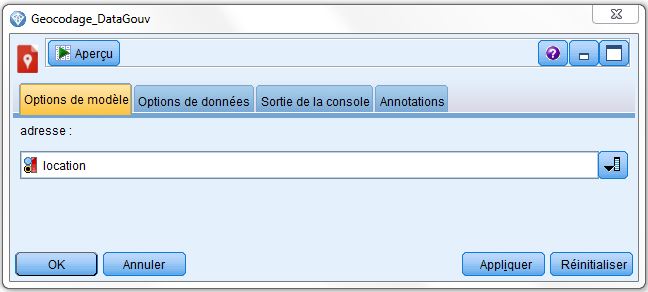 Geocodage_DataGouv
Aperçu
Options de modèle Options de données Sortie de la console Annotations
adresse :
location
OK Annuler Appliquer Réinitialiser